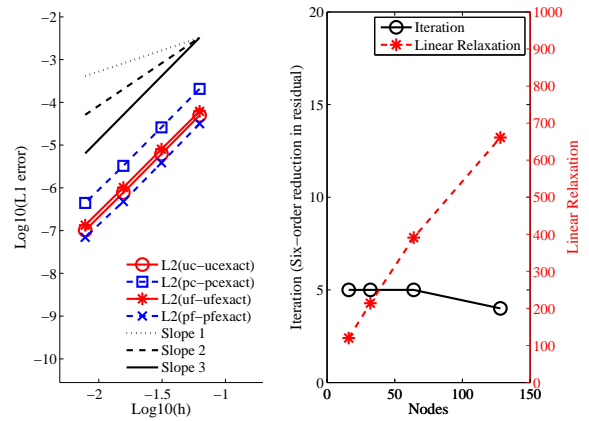 −2
−3
−4
−5
−6
−7
−8
−9
−10
Log10(L1 error)
L2(uc−ucexact)
L2(pc−pcexact)
L2(uf−ufexact)
L2(pf−pfexact)
Slope 1
Slope 2
Slope 3
−2 −1.5 −1
Log10(h)
20
15
10
5
0
Iteration (Six−order reduction in residual)
Iteration
Linear Relaxation
0 50 100 150
Nodes
1000
900
800
700
600
500
400
300
200
100
0
Linear Relaxation